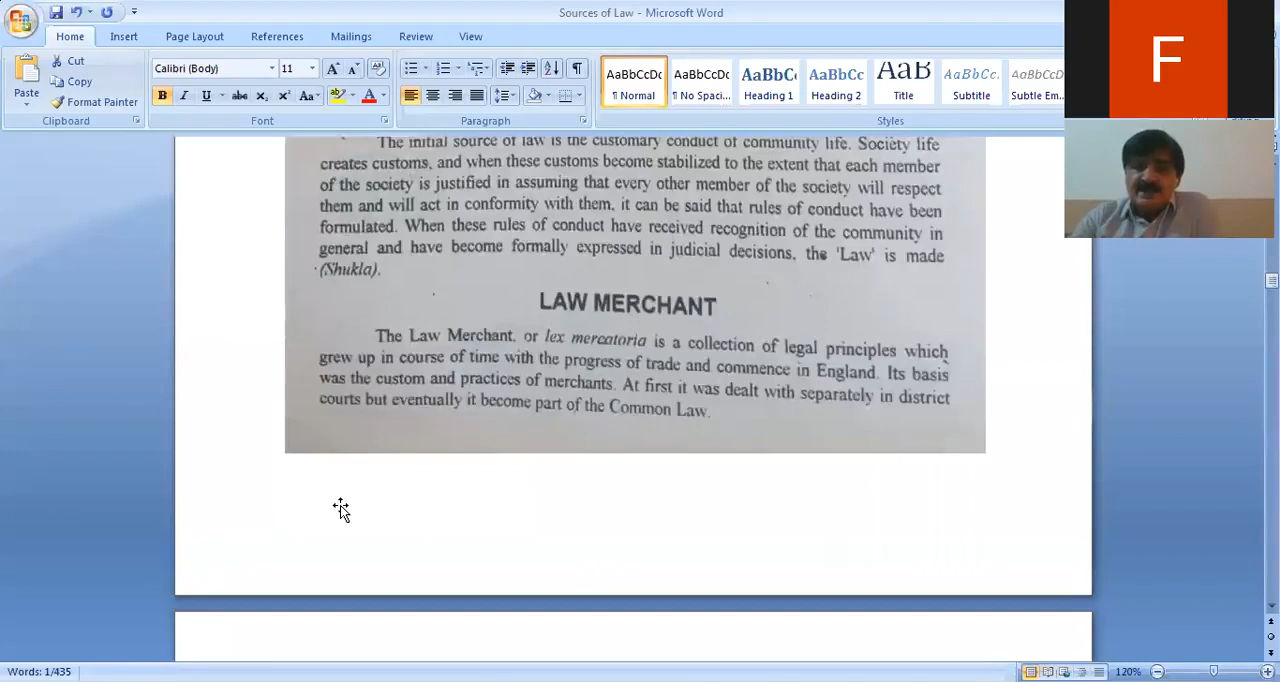 Sources of Law - Microsoft Word
Home Insert Page Layout References Mailings Review View
Paste
Cut
Copy
Format Painter
Clipboard
Calibri (Body) 11
Font
Paragraph
AaBbCcDc AaBbCcDc AaBbC AaBbCc AaB AaBbCc. AaBbCcDc
¶ Normal ¶ No Spaci... Heading 1 Heading 2 Title Subtitle Subtle Em...
Styles
F
The initial source of law is the customary conduct of community life. Society life
creates customs, and when these customs become stabilized to the extent that each member
of the society is justified in assuming that every other member of the society will respect
them and will act in conformity with them, it can be said that rules of conduct have been
formulated. When these rules of conduct have received recognition of the community in
general and have become formally expressed in judicial decisions, the 'Law' is made
(Shukla).
LAW MERCHANT
The Law Merchant, or lex mercatoria is a collection of legal principles which
grew up in course of time with the progress of trade and commence in England. Its basis
was the custom and practices of merchants. At first it was dealt with separately in district
courts but eventually it become part of the Common Law.
Words: 1/435
120%